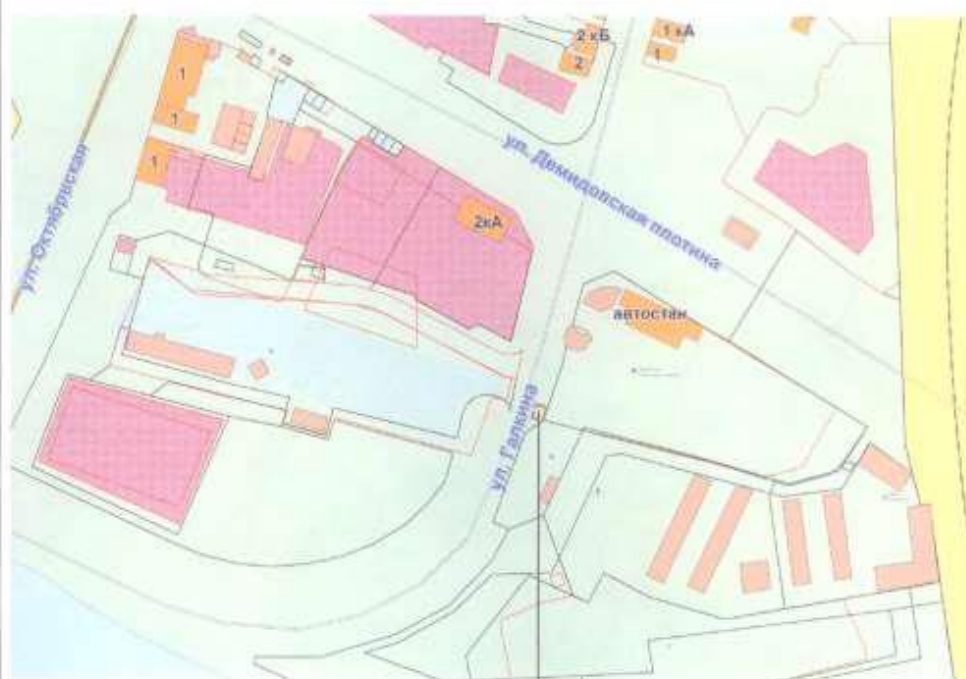 2 кБ
1 кА
2
1
1
1
1
ул. Демидовская плотина
ул. Октябрьская
2кА
автостан
ул. Галкина